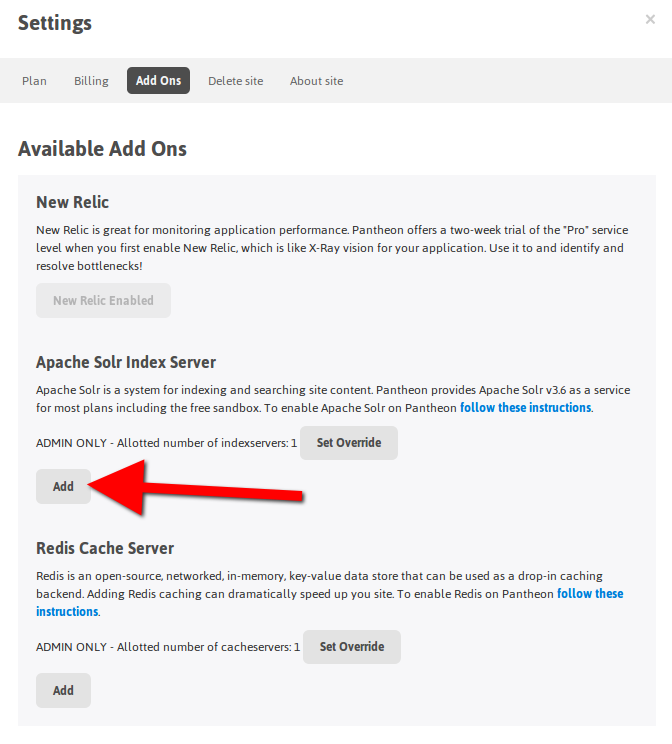 Settings
×
Plan Billing Add Ons Delete site About site
Available Add Ons
New Relic
New Relic is great for monitoring application performance. Pantheon offers a two-week trial of the "Pro" service
level when you first enable New Relic, which is like X-Ray vision for your application. Use it to and identify and
resolve bottlenecks!
New Relic Enabled
Apache Solr Index Server
Apache Solr is a system for indexing and searching site content. Pantheon provides Apache Solr v3.6 as a service
for most plans including the free sandbox. To enable Apache Solr on Pantheon follow these instructions.
ADMIN ONLY - Allotted number of indexservers: 1 Set Override
Add
Redis Cache Server
Redis is an open-source, networked, in-memory, key-value data store that can be used as a drop-in caching
backend. Adding Redis caching can dramatically speed up you site. To enable Redis on Pantheon follow these
instructions.
ADMIN ONLY - Allotted number of cacheservers: 1 Set Override
Add